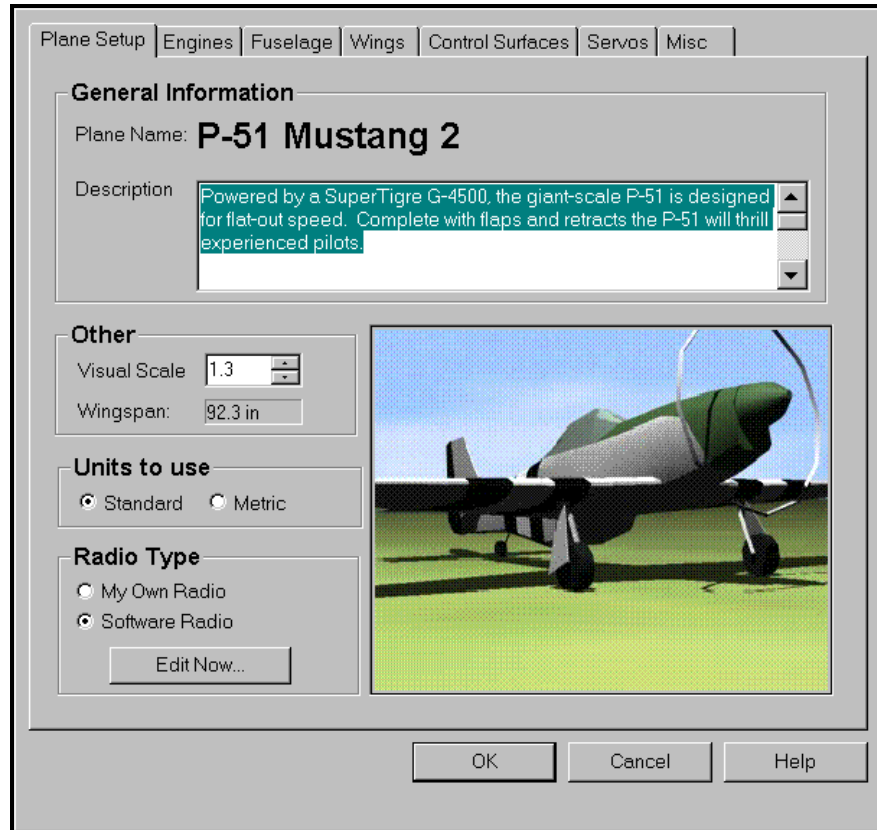 Plane Setup Engines Fuselage Wings Control Surfaces Servos Misc
General Information
Plane Name: P-51 Mustang 2
Description
Powered by a SuperTigre G-4500, the giant-scale P-51 is designed
for flat-out speed. Complete with flaps and retracts the P-51 will thrill
experienced pilots.
Other
Visual Scale 1.3
Wingspan: 92.3 in
Units to use
Standard Metric
Radio Type
My Own Radio
Software Radio
Edit Now...
OK Cancel Help